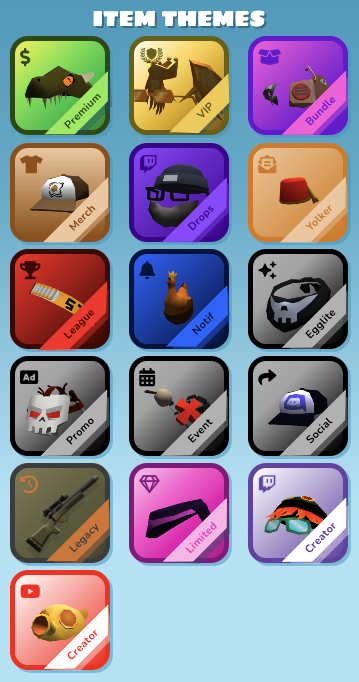 ITEM THEMES
$
Premium
VIP
Bundle
Merch
Drops
Yolker
League
Notif
Egglite
Ad
Promo
Event
Social
Legacy
Limited
Creator
Creator